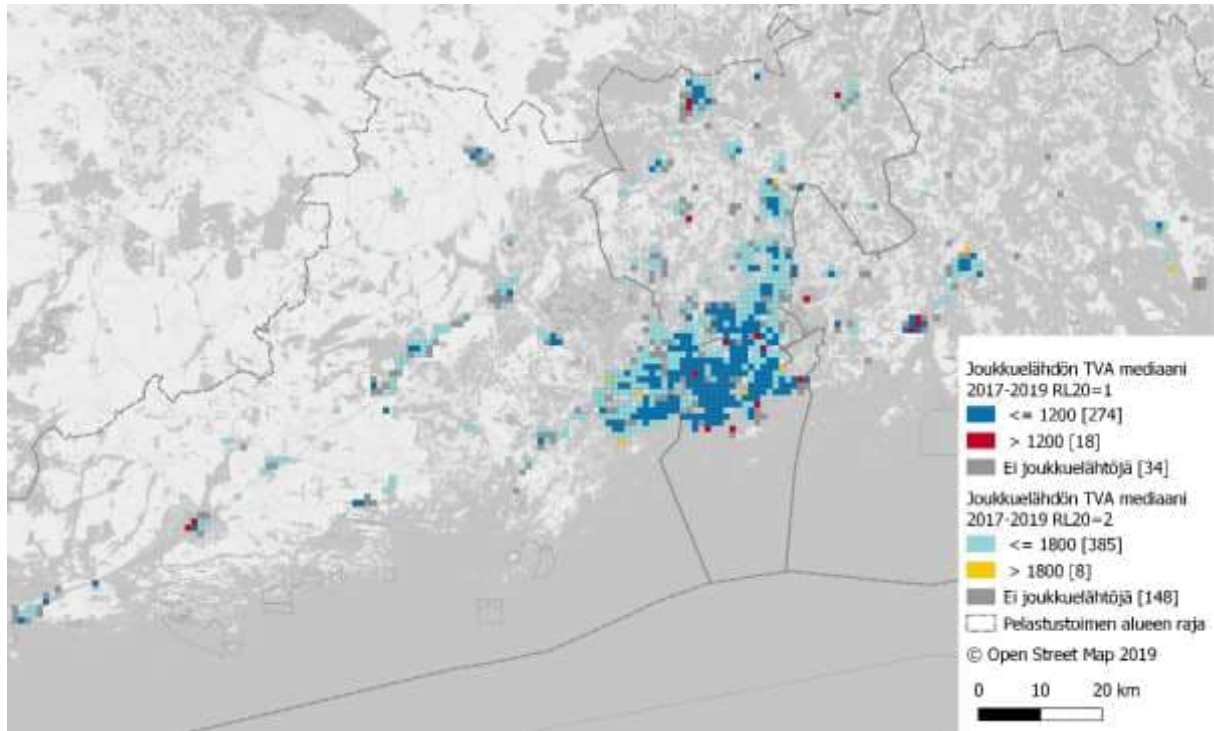 Joukkuelähdön TVA mediaani
2017-2019 RL20=1
<= 1200 [274]
> 1200 [18]
Ei joukkuelähtöjä [34]
Joukkuelähdön TVA mediaani
2017-2019 RL20=2
<= 1800 [385]
> 1800 [8]
Ei joukkuelähtöjä [148]
Pelastustoimen alueen raja
© Open Street Map 2019
0 10 20 km